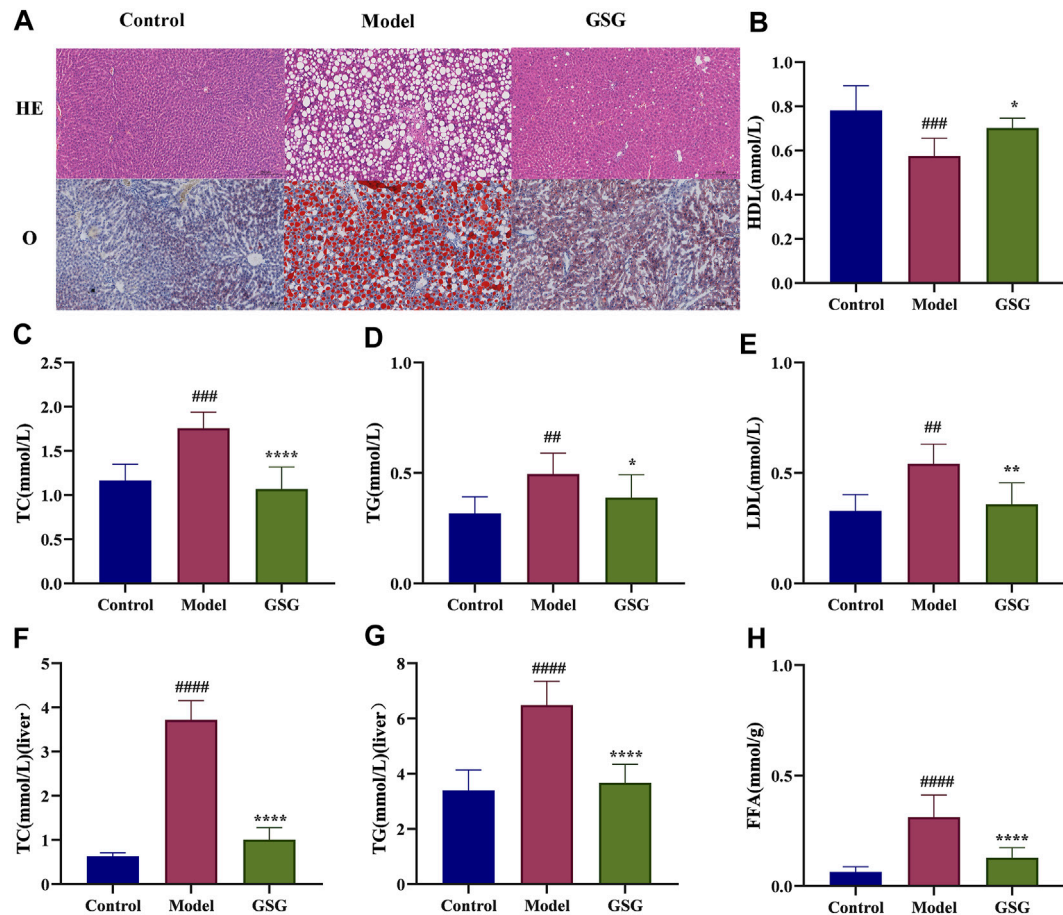 A
Control
Model
GSG
HE
O
B
HDL(mmol/L)
1.0
0.8
0.6
0.4
0.2
0.0
###
*
Control
Model
GSG
C
TC(mmol/L)
2.5
2.0
1.5
1.0
0.5
0.0
###
****
Control
Model
GSG
D
TG(mmol/L)
1.0
0.5
0.0
##
*
Control
Model
GSG
E
LDL(mmol/L)
1.0
0.5
0.0
##
**
Control
Model
GSG
F
TC(mmol/L)(liver)
5
4
3
2
1
0
####
****
Control
Model
GSG
G
TG(mmol/L)(liver)
8
6
4
2
0
####
****
Control
Model
GSG
H
FFA(mmol/g)
1.0
0.5
0.0
####
****
Control
Model
GSG